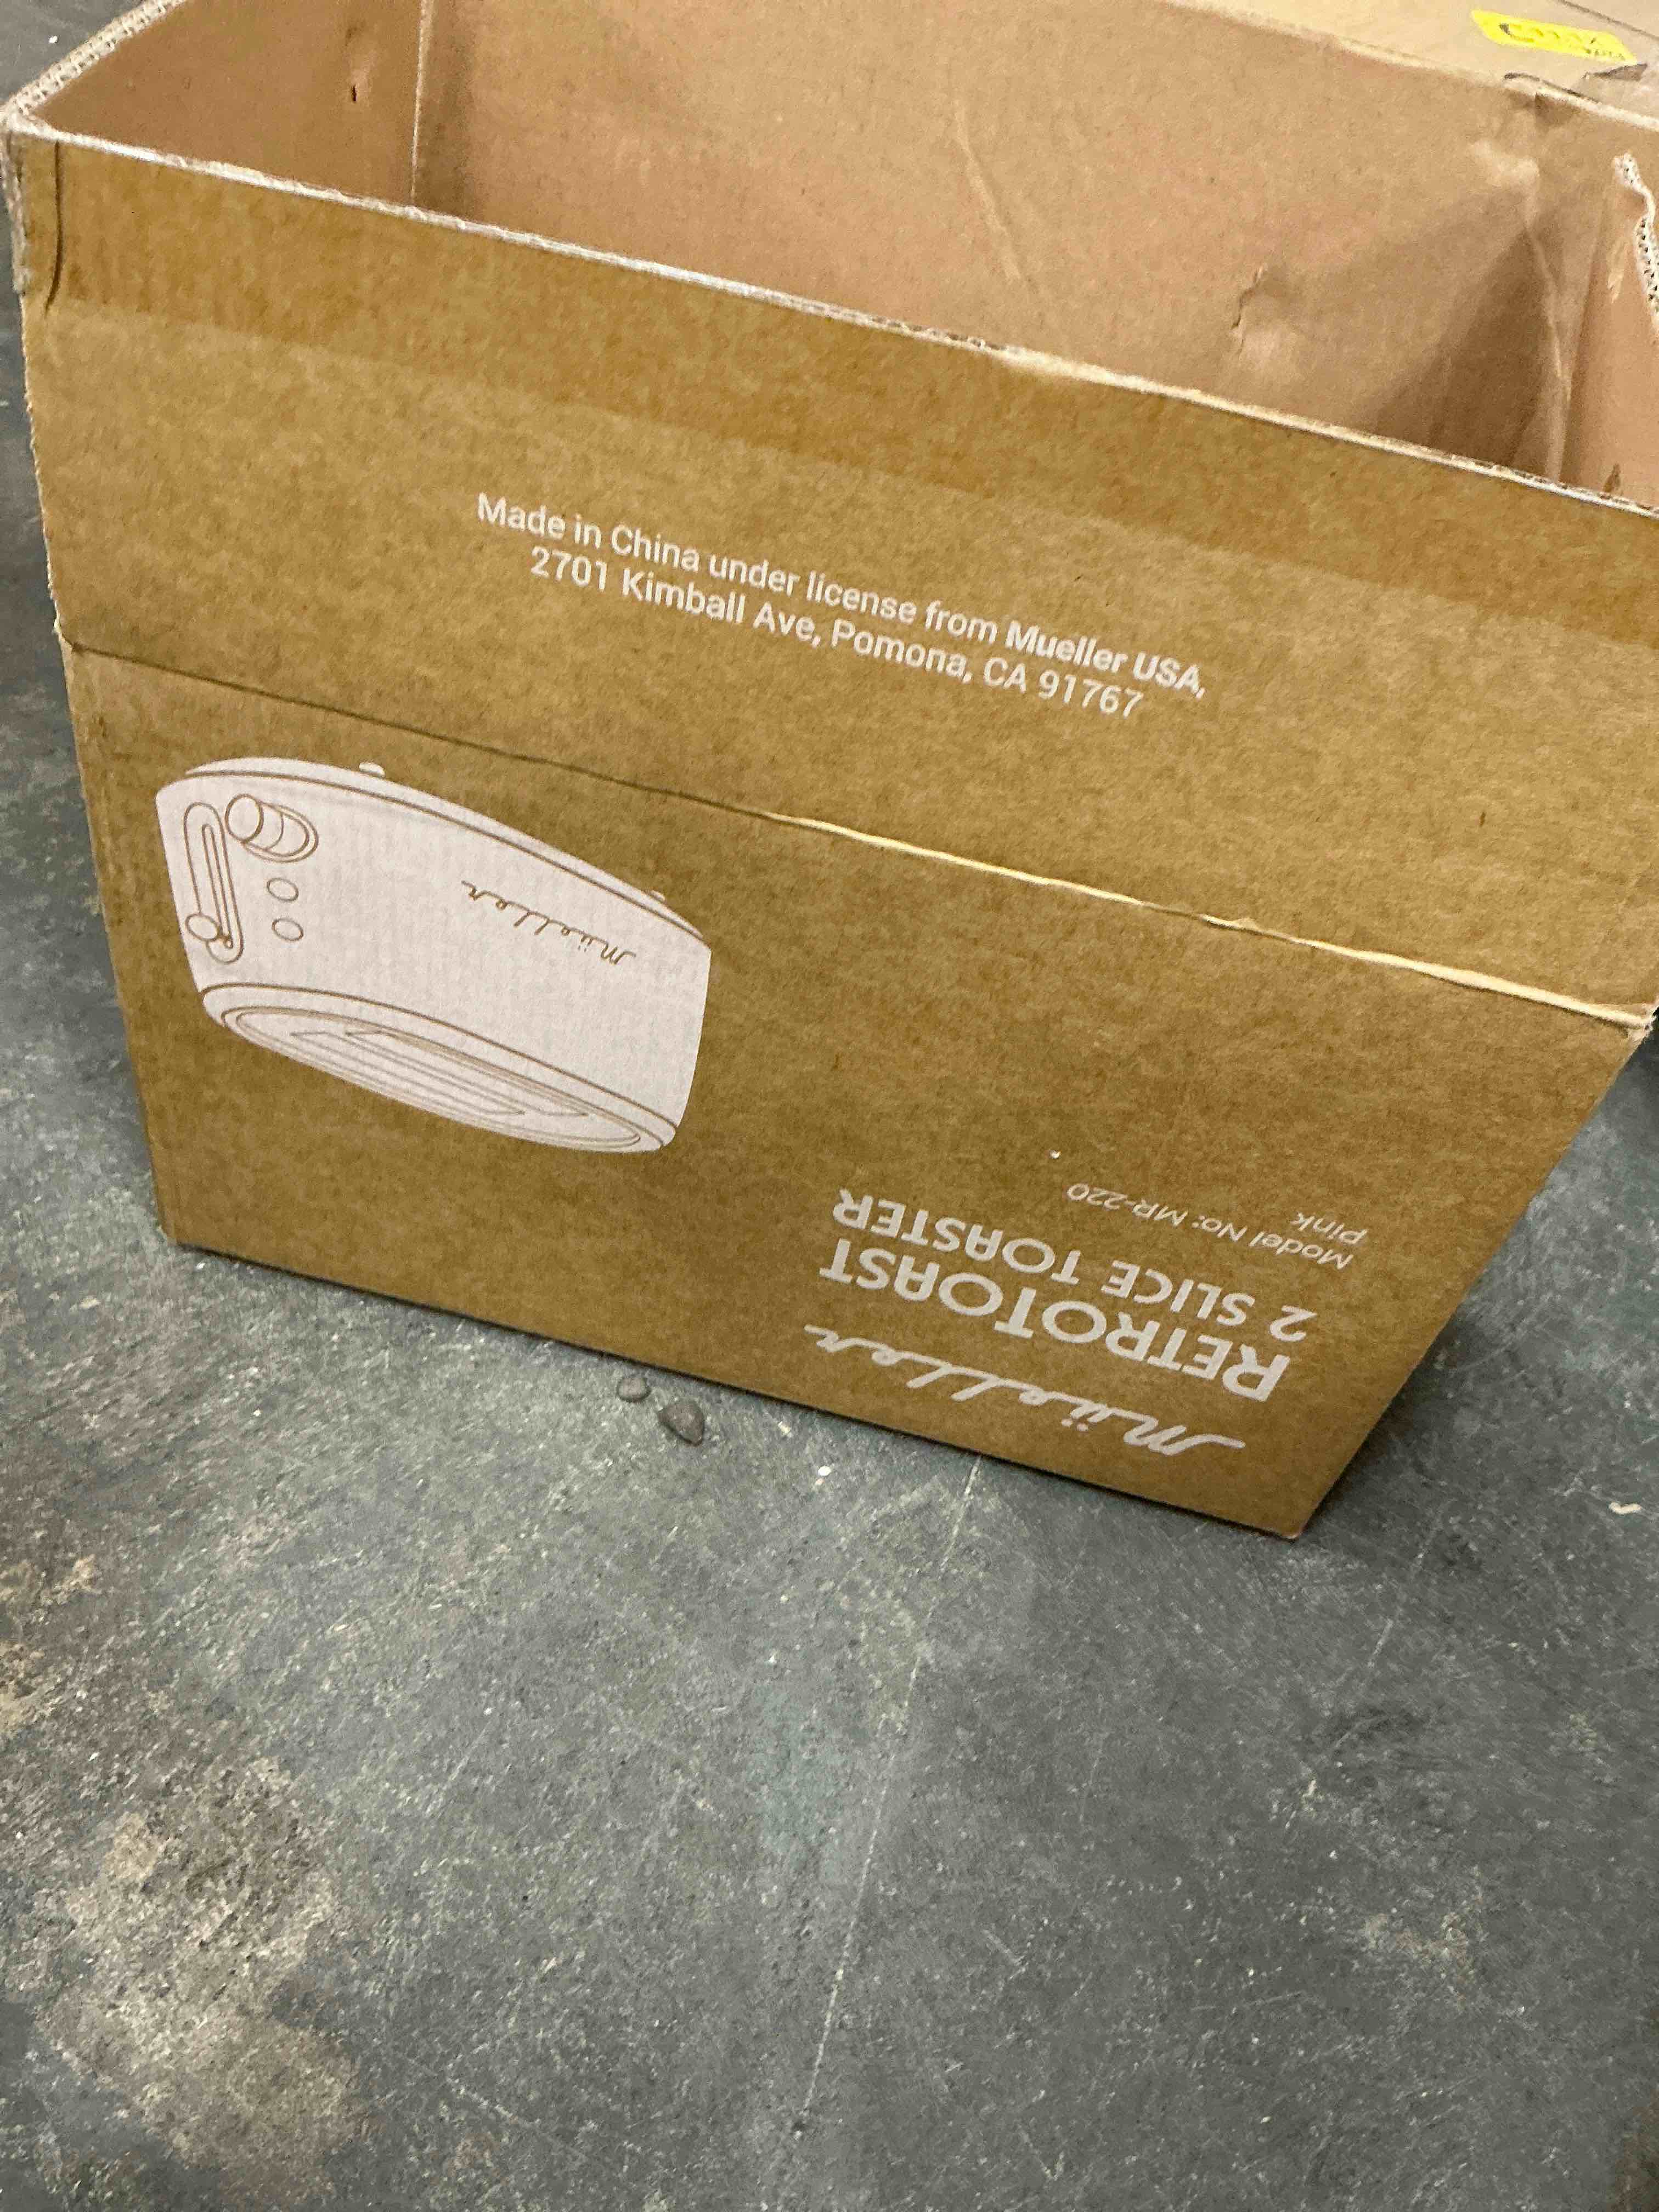 Made in China under license from Mueller USA,
2701 Kimball Ave, Pomona, CA 91767
müeller
müeller
RETROTOAST
2 SLICE TOASTER
Model No: MR-220
Pink